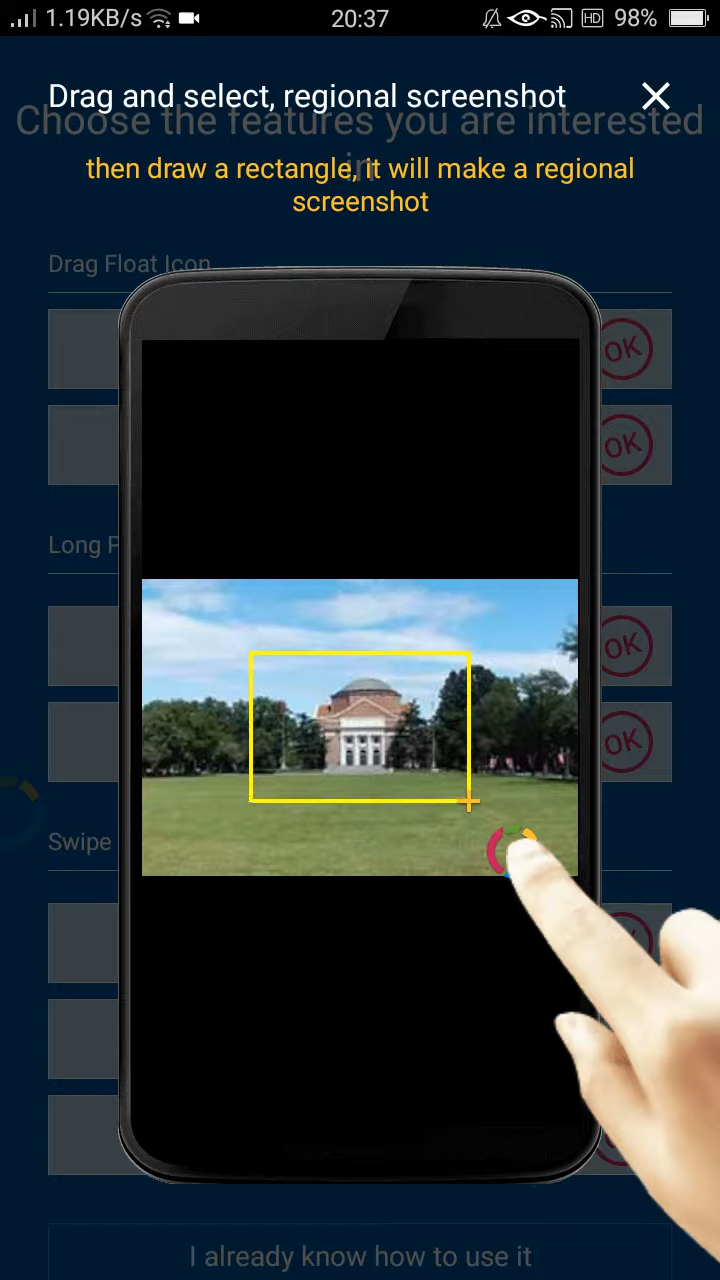 1.19KB/s
20:37
HD
98%
Drag and select, regional screenshot
Choose the features you are interested
in
then draw a rectangle, it will make a regional
screenshot
Drag Float Icon
OK
OK
Long P
OK
OK
Swipe
I already know how to use it